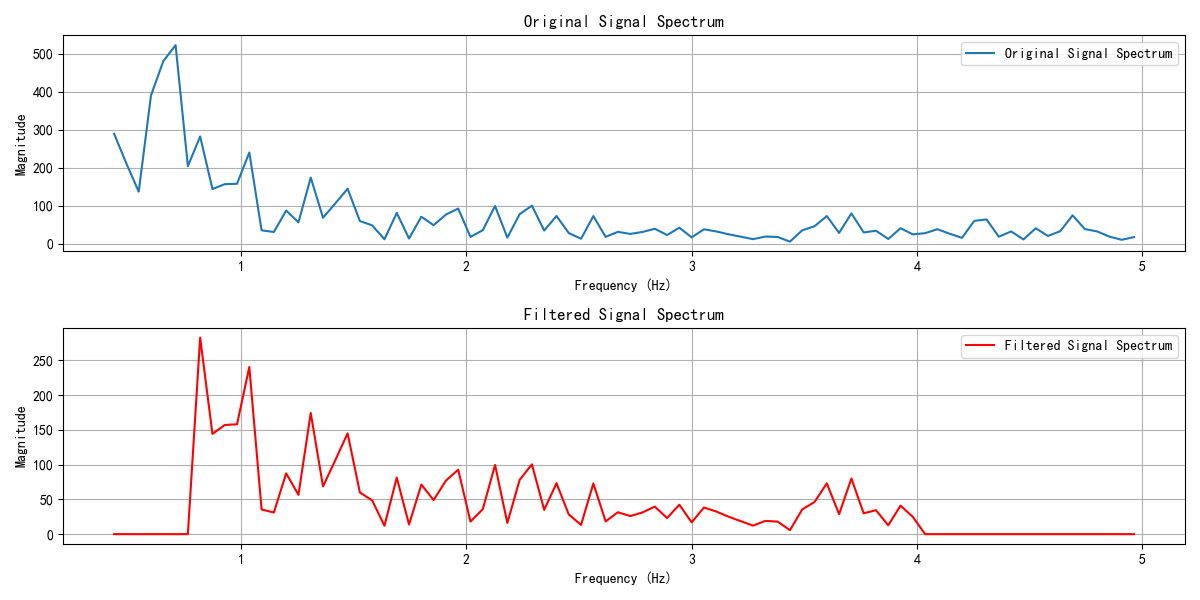 Original Signal Spectrum
500
400
300
200
100
0
Magnitude
Original Signal Spectrum
1
2
3
4
5
Frequency (Hz)
Filtered Signal Spectrum
250
200
150
100
50
0
Magnitude
Filtered Signal Spectrum
1
2
3
4
5
Frequency (Hz)